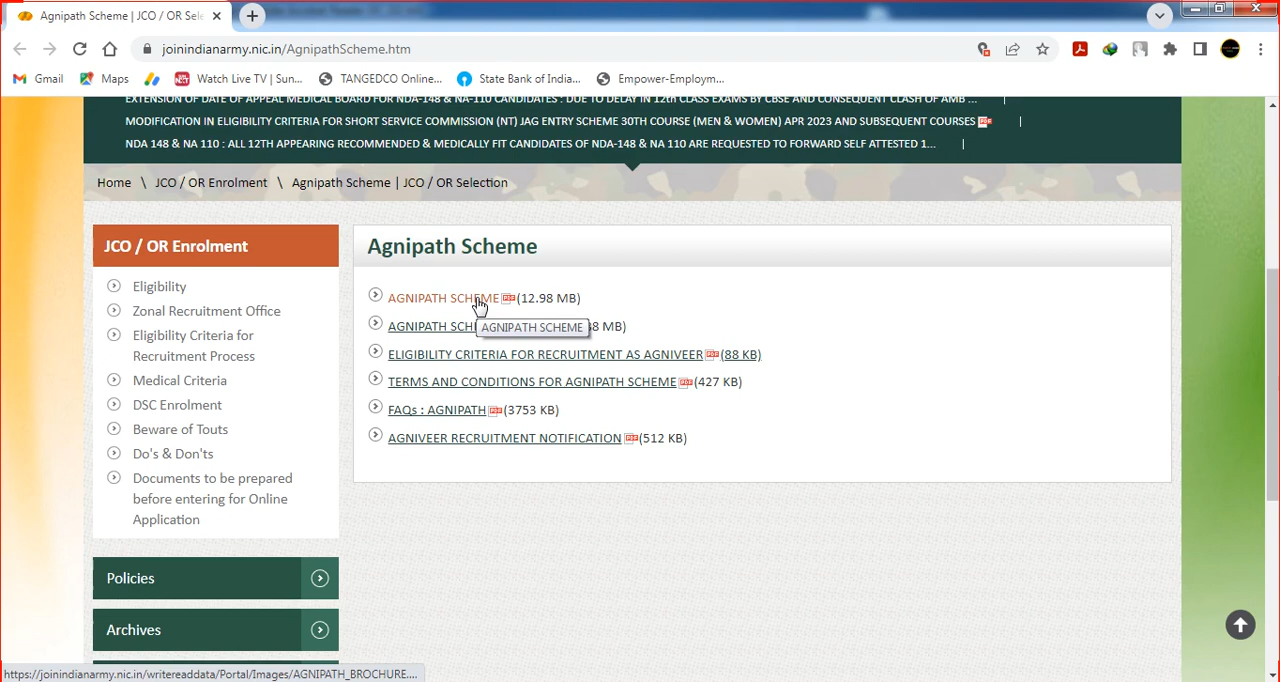 Agnipath Scheme | JCO / OR Sele
joinindianarmy.nic.in/AgnipathScheme.htm
Gmail Maps Watch Live TV | Sun... TANGEDCO Online... State Bank of India... Empower-Employm...
EXTENSION OF DATE OF APPEAL MEDICAL BOARD FOR NDA-148 & NA-110 CANDIDATES : DUE TO DELAY IN 12th CLASS EXAMS BY CBSE AND CONSEQUENT CLASH OF AMB ... |
MODIFICATION IN ELIGIBILITY CRITERIA FOR SHORT SERVICE COMMISSION (NT) JAG ENTRY SCHEME 30TH COURSE (MEN & WOMEN) APR 2023 AND SUBSEQUENT COURSES |
NDA 148 & NA 110 : ALL 12TH APPEARING RECOMMENDED & MEDICALLY FIT CANDIDATES OF NDA-148 & NA 110 ARE REQUESTED TO FORWARD SELF ATTESTED 1... |
Home \ JCO / OR Enrolment \ Agnipath Scheme | JCO / OR Selection
JCO / OR Enrolment
Eligibility
Zonal Recruitment Office
Eligibility Criteria for
Recruitment Process
Medical Criteria
DSC Enrolment
Beware of Touts
Do's & Don'ts
Documents to be prepared
before entering for Online
Application
Policies
Archives
Agnipath Scheme
AGNIPATH SCHEME (12.98 MB)
AGNIPATH SCHE 8 MB)
AGNIPATH SCHEME
ELIGIBILITY CRITERIA FOR RECRUITMENT AS AGNIVEER (88 KB)
TERMS AND CONDITIONS FOR AGNIPATH SCHEME (427 KB)
FAQs : AGNIPATH (3753 KB)
AGNIVEER RECRUITMENT NOTIFICATION (512 KB)
https://joinindianarmy.nic.in/writereaddata/Portal/Images/AGNIPATH_BROCHURE....